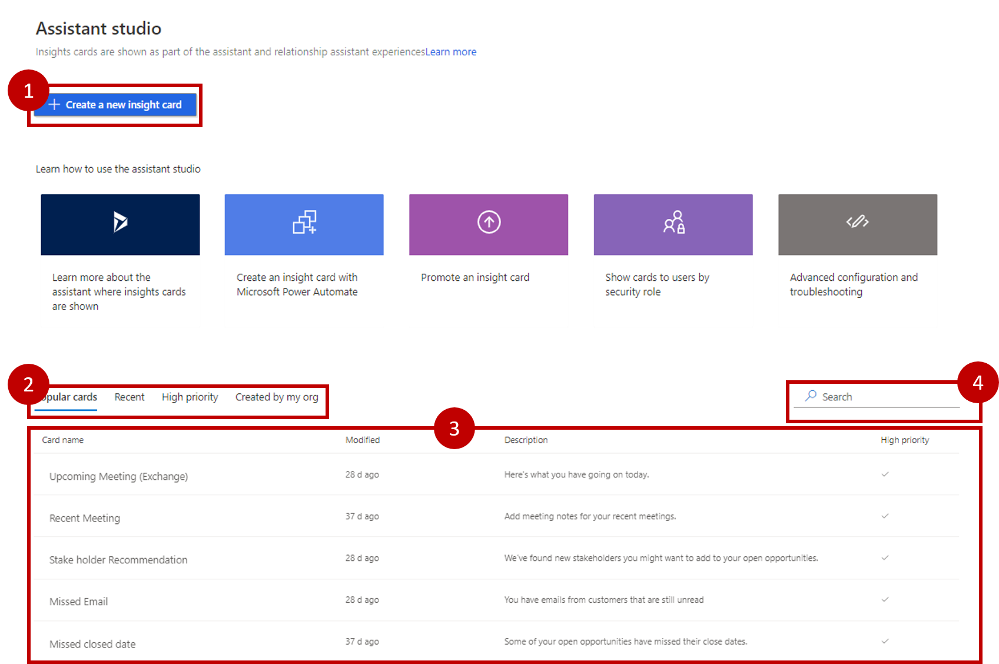 Assistant studio
Insights cards are shown as part of the assistant and relationship assistant experiencesLearn more
1
Create a new insight card
Learn how to use the assistant studio
Learn more about the
assistant where insights cards
are shown
Create an insight card with
Microsoft Power Automate
Promote an insight card
Show cards to users by
security role
Advanced configuration and
troubleshooting
2
opular cards Recent High priority Created by my org
4
Search
3
Card name Modified Description High priority
Upcoming Meeting (Exchange) 28 d ago Here's what you have going on today.
Recent Meeting 37 d ago Add meeting notes for your recent meetings.
Stake holder Recommendation 28 d ago We've found new stakeholders you might want to add to your open opportunities.
Missed Email 28 d ago You have emails from customers that are still unread
Missed closed date 37 d ago Some of your open opportunities have missed their close dates.